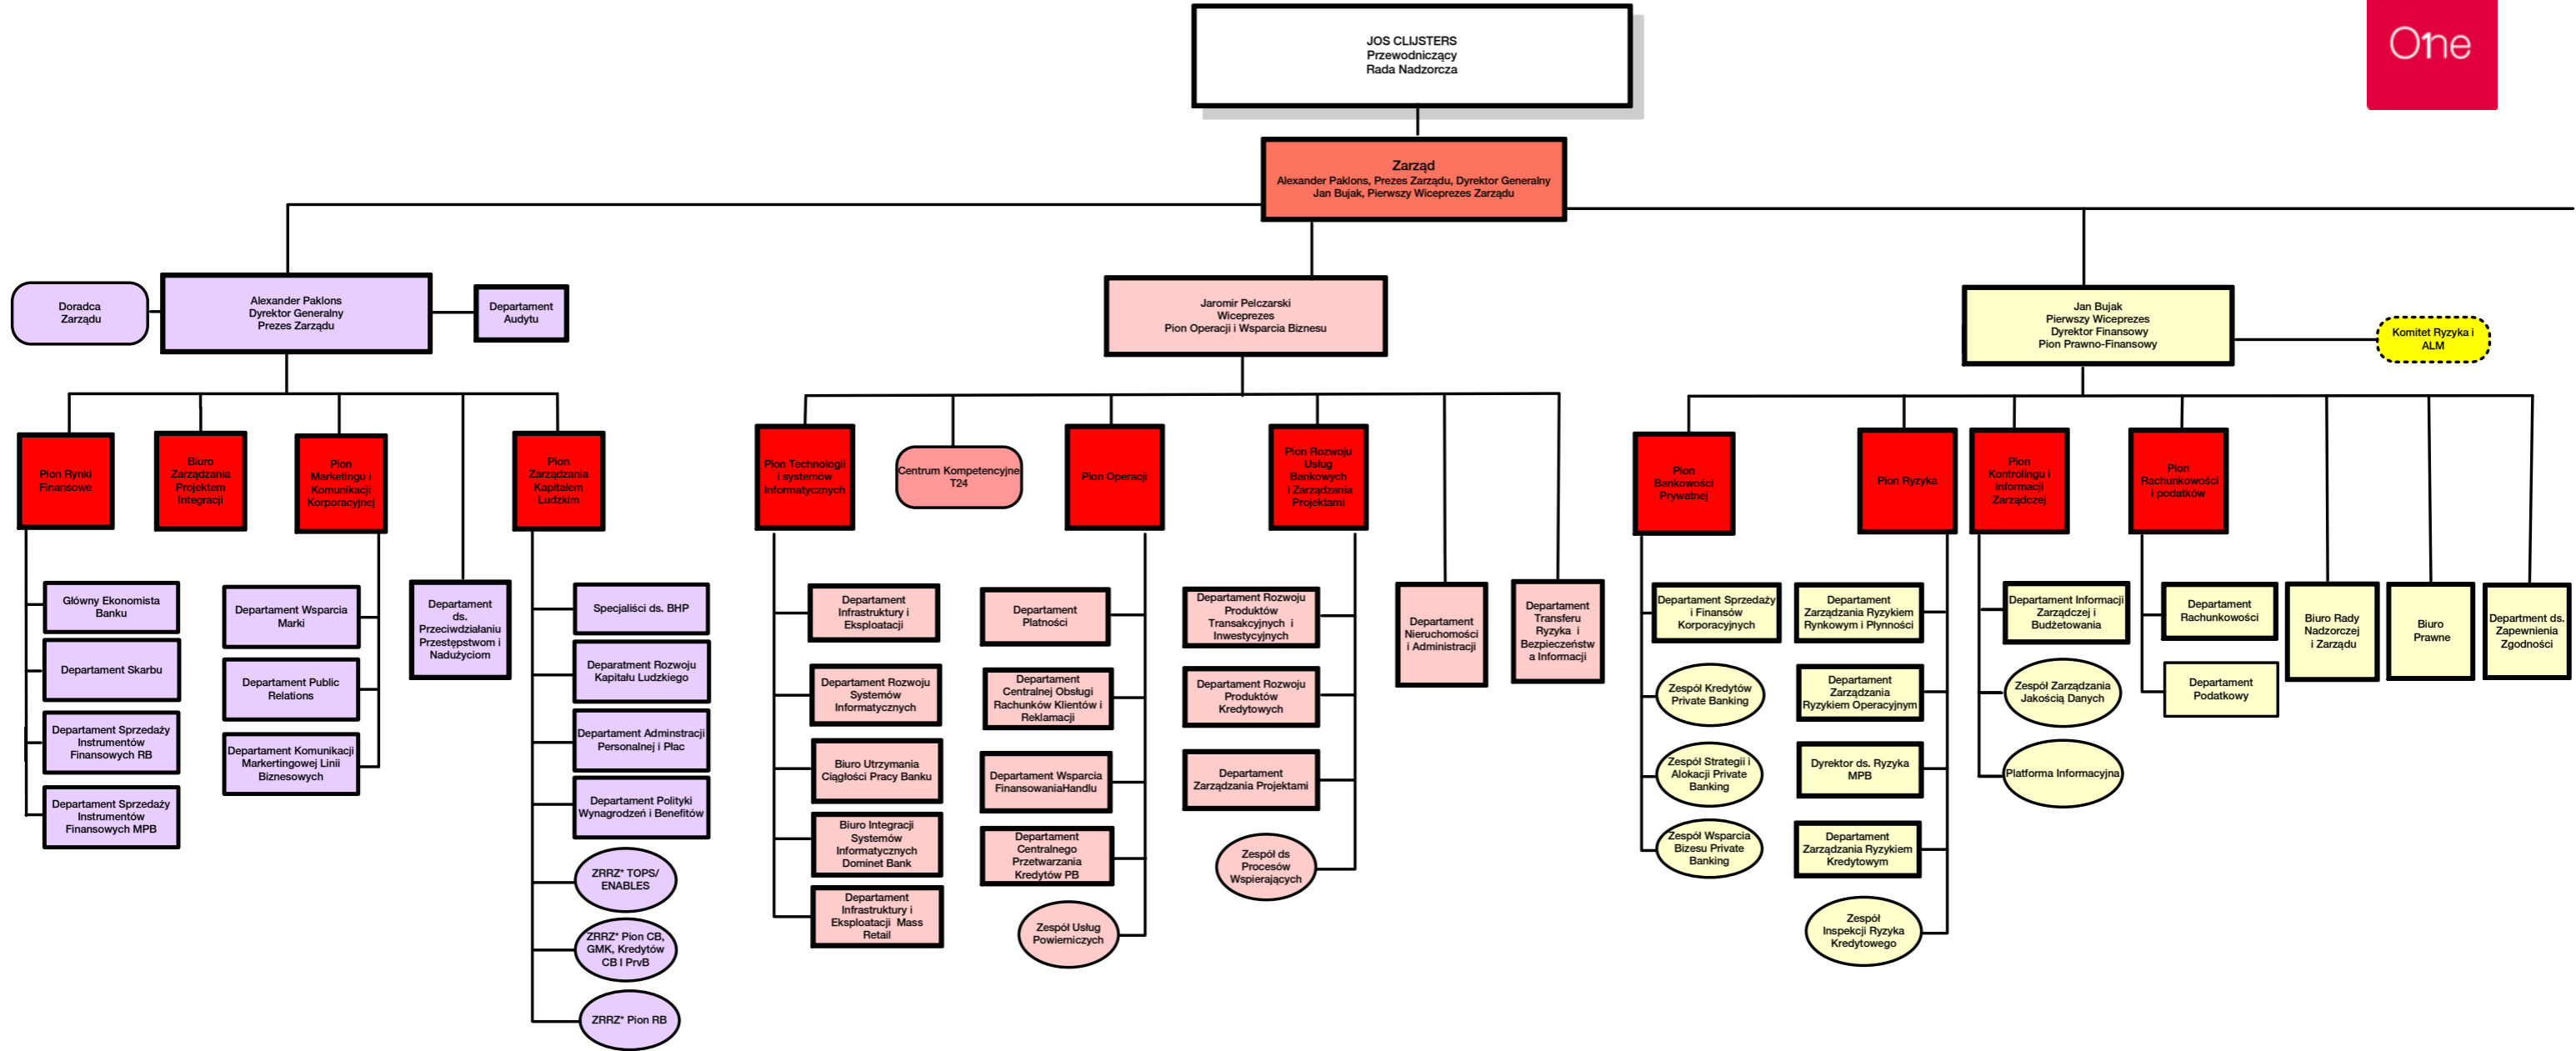 JOS CLIJSTERS
Przewodniczący
Rada Nadzorcza
One
Zarząd
Alexander Paklons, Prezes Zarządu, Dyrektor Generalny
Jan Bujak, Pierwszy Wiceprezes Zarządu
Doradca
Zarządu
Alexander Paklons
Dyrektor Generalny
Prezes Zarządu
Departament
Audytu
Jaromir Pelczarski
Wiceprezes
Pion Operacji i Wsparcia Biznesu
Jan Bujak
Pierwszy Wiceprezes
Dyrektor Finansowy
Pion Prawno-Finansowy
Komitet Ryzyka i
ALM
Pion Rynki
Finansowe
Biuro
Zarządzania
Projektem
Integracji
Pion
Marketingu i
Komunikacji
Korporacyjnej
Pion
Zarządzania
Kapitałem
Ludzkim
Pion Technologii
i systemów
Informatycznych
Centrum Kompetencyjne
T24
Pion Operacji
Pion Rozwoju
Usług
Bankowych
i Zarządzania
Projektami
Pion
Bankowości
Prywatnej
Pion Ryzyka
Pion
Kontrolingu i
Informacji
Zarządczej
Pion
Rachunkowości
i podatków
Główny Ekonomista
Banku
Departament Skarbu
Departament Sprzedaży
Instrumentów
Finansowych RB
Departament Sprzedaży
Instrumentów
Finansowych MPB
Departament Wsparcia
Marki
Departament Public
Relations
Departament Komunikacji
Markertingowej Linii
Biznesowych
Departament
ds.
Przeciwdziałaniu
Przestępstwom i
Nadużyciom
Specjaliści ds. BHP
Deparatment Rozwoju
Kapitału Ludzkiego
Departament Adminstracji
Personalnej i Płac
Departament Polityki
Wynagrodzeń i Benefitów
ZRRZ* TOPS/
ENABLES
ZRRZ* Pion CB,
GMK, Kredytów
CB I PrvB
ZRRZ* Pion RB
Departament
Infrastruktury i
Eksploatacji
Departament Rozwoju
Systemów
Informatycznych
Biuro Utrzymania
Ciągłości Pracy Banku
Biuro Integracji
Systemów
Informatycznych
Dominet Bank
Departament
Infrastruktury i
Eksploatacji Mass
Retail
Departament
Płatności
Departament
Centralnej Obsługi
Rachunków Klientów i
Reklamacji
Departament Wsparcia
FinansowaniaHandlu
Departament
Centralnego
Przetwarzania
Kredytów PB
Zespół Usług
Powierniczych
Departament Rozwoju
Produktów
Transakcyjnych i
Inwestycyjnych
Departament Rozwoju
Produktów
Kredytowych
Departament
Zarządzania Projektami
Zespół ds
Procesów
Wspierających
Departament
Nieruchomości
i Administracji
Departament
Transferu
Ryzyka i
Bezpieczeństw
a Informacji
Departament Sprzedaży
i Finansów
Korporacyjnych
Zespół Kredytów
Private Banking
Zespół Strategii i
Alokacji Private
Banking
Zespół Wsparcia
Bizesu Private
Banking
Departament
Zarządzania Ryzykiem
Rynkowym i Płynności
Departament
Zarządzania
Ryzykiem Operacyjnym
Dyrektor ds. Ryzyka
MPB
Departament
Zarządzania Ryzykiem
Kredytowym
Zespół
Inspekcji Ryzyka
Kredytowego
Departament Informacji
Zarządczej i
Budżetowania
Zespół Zarządzania
Jakością Danych
Platforma Informacyjna
Departament
Rachunkowości
Departament
Podatkowy
Biuro Rady
Nadzorczej
i Zarządu
Biuro
Prawne
Department ds.
Zapewnienia
Zgodności